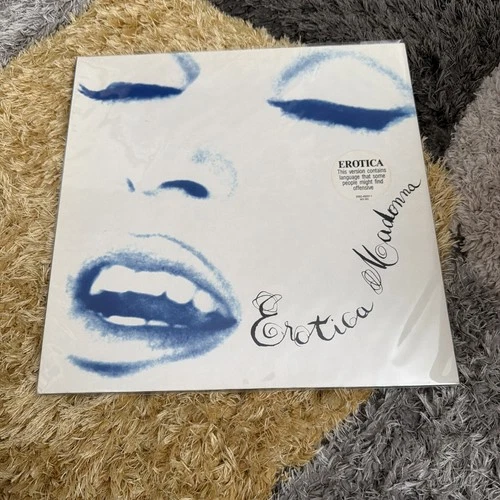 EROTICA
This version contains
language that some
people might find
offensive
Erotica Madonna